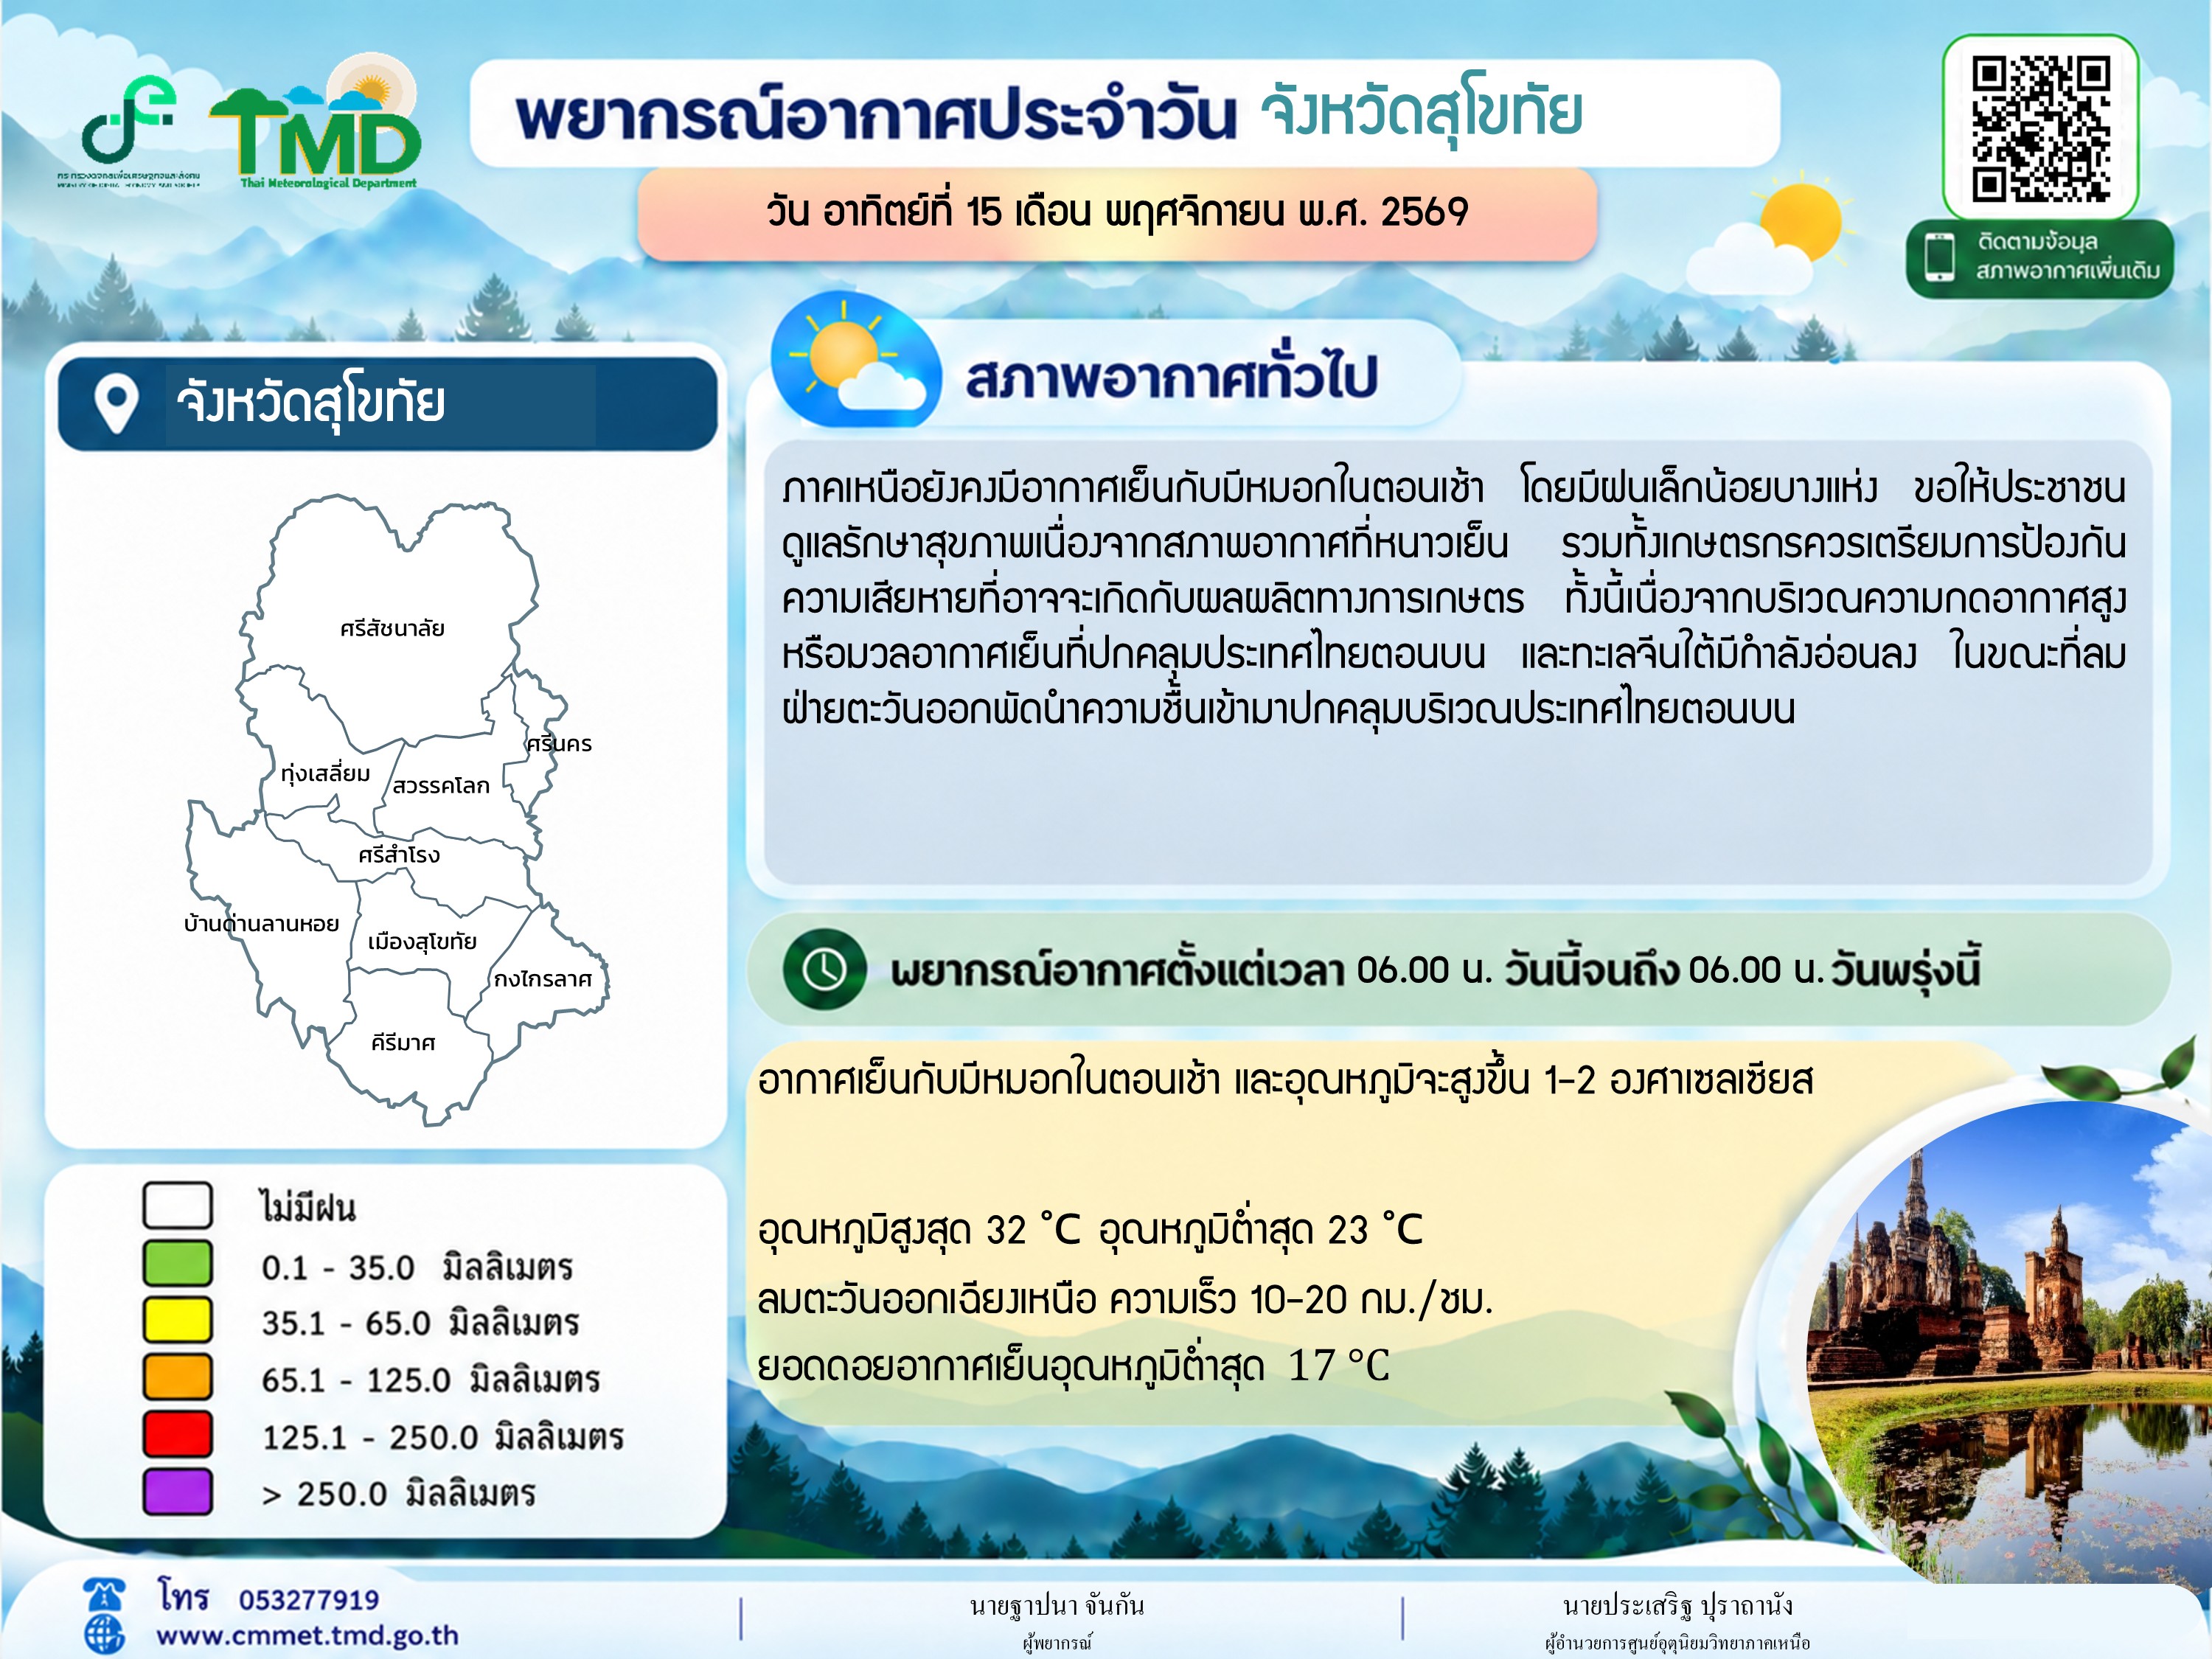 TMD
Thai Meteorological Department
พยากรณ์อากาศประจำวัน จังหวัดสุโขทัย
วัน อาทิตย์ที่ 15 เดือน พฤศจิกายน พ.ศ. 2569
ติดตามข้อมูล
สภาพอากาศเพิ่มเติม
จังหวัดสุโขทัย
ศรีสัชนาลัย
ศรีนคร
ทุ่งเสลี่ยม
สวรรคโลก
ศรีสำโรง
บ้านด่านลานหอย
เมืองสุโขทัย
กงไกรลาศ
คีรีมาศ
ไม่มีฝน
0.1 - 35.0 มิลลิเมตร
35.1 - 65.0 มิลลิเมตร
65.1 - 125.0 มิลลิเมตร
125.1 - 250.0 มิลลิเมตร
> 250.0 มิลลิเมตร
สภาพอากาศทั่วไป
ภาคเหนือยังคงมีอากาศเย็นกับมีหมอกในตอนเช้า โดยมีฝนเล็กน้อยบางแห่ง ขอให้ประชาชน
ดูแลรักษาสุขภาพเนื่องจากสภาพอากาศที่หนาวเย็น รวมทั้งเกษตรกรควรเตรียมการป้องกัน
ความเสียหายที่อาจจะเกิดกับผลผลิตทางการเกษตร ทั้งนี้เนื่องจากบริเวณความกดอากาศสูง
หรือมวลอากาศเย็นที่ปกคลุมประเทศไทยตอนบน และทะเลจีนใต้มีกำลังอ่อนลง ในขณะที่ลม
ฝ่ายตะวันออกพัดนำความชื้นเข้ามาปกคลุมบริเวณประเทศไทยตอนบน
พยากรณ์อากาศตั้งแต่เวลา 06.00 น. วันนี้จนถึง 06.00 น. วันพรุ่งนี้
อากาศเย็นกับมีหมอกในตอนเช้า และอุณหภูมิจะสูงขึ้น 1-2 องศาเซลเซียส
อุณหภูมิสูงสุด 32 °C อุณหภูมิต่ำสุด 23 °C
ลมตะวันออกเฉียงเหนือ ความเร็ว 10-20 กม./ชม.
ยอดดอยอากาศเย็นอุณหภูมิต่ำสุด 17 °C
โทร 053277919
www.cmmet.tmd.go.th
นายฐาปนา จันกัน
ผู้พยากรณ์
นายประเสริฐ ปุราถานัง
ผู้อำนวยการศูนย์อุตุนิยมวิทยาภาคเหนือ